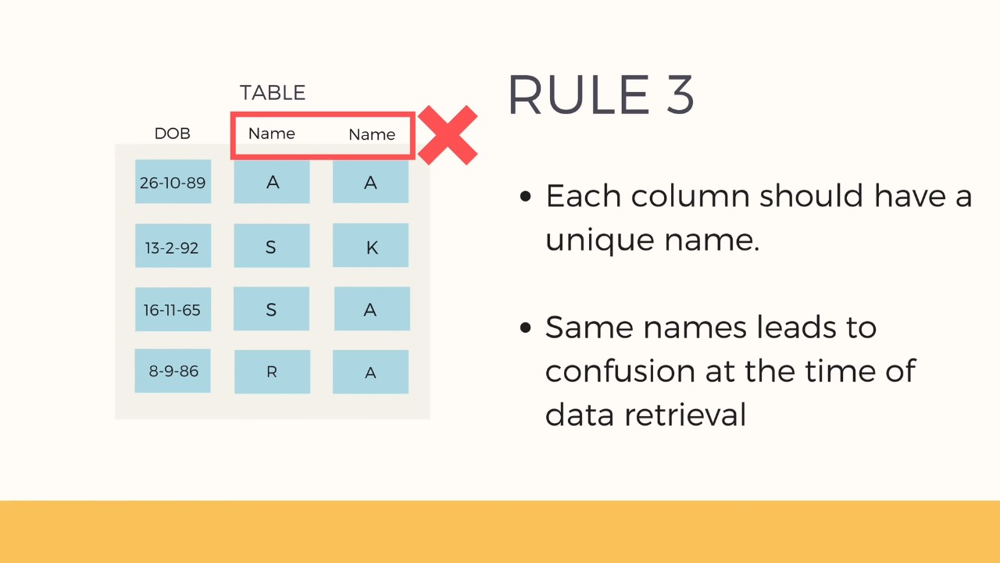 TABLE
DOB Name Name
26-10-89 A A
13-2-92 S K
16-11-65 S A
8-9-86 R A
RULE 3
• Each column should have a
unique name.
• Same names leads to
confusion at the time of
data retrieval